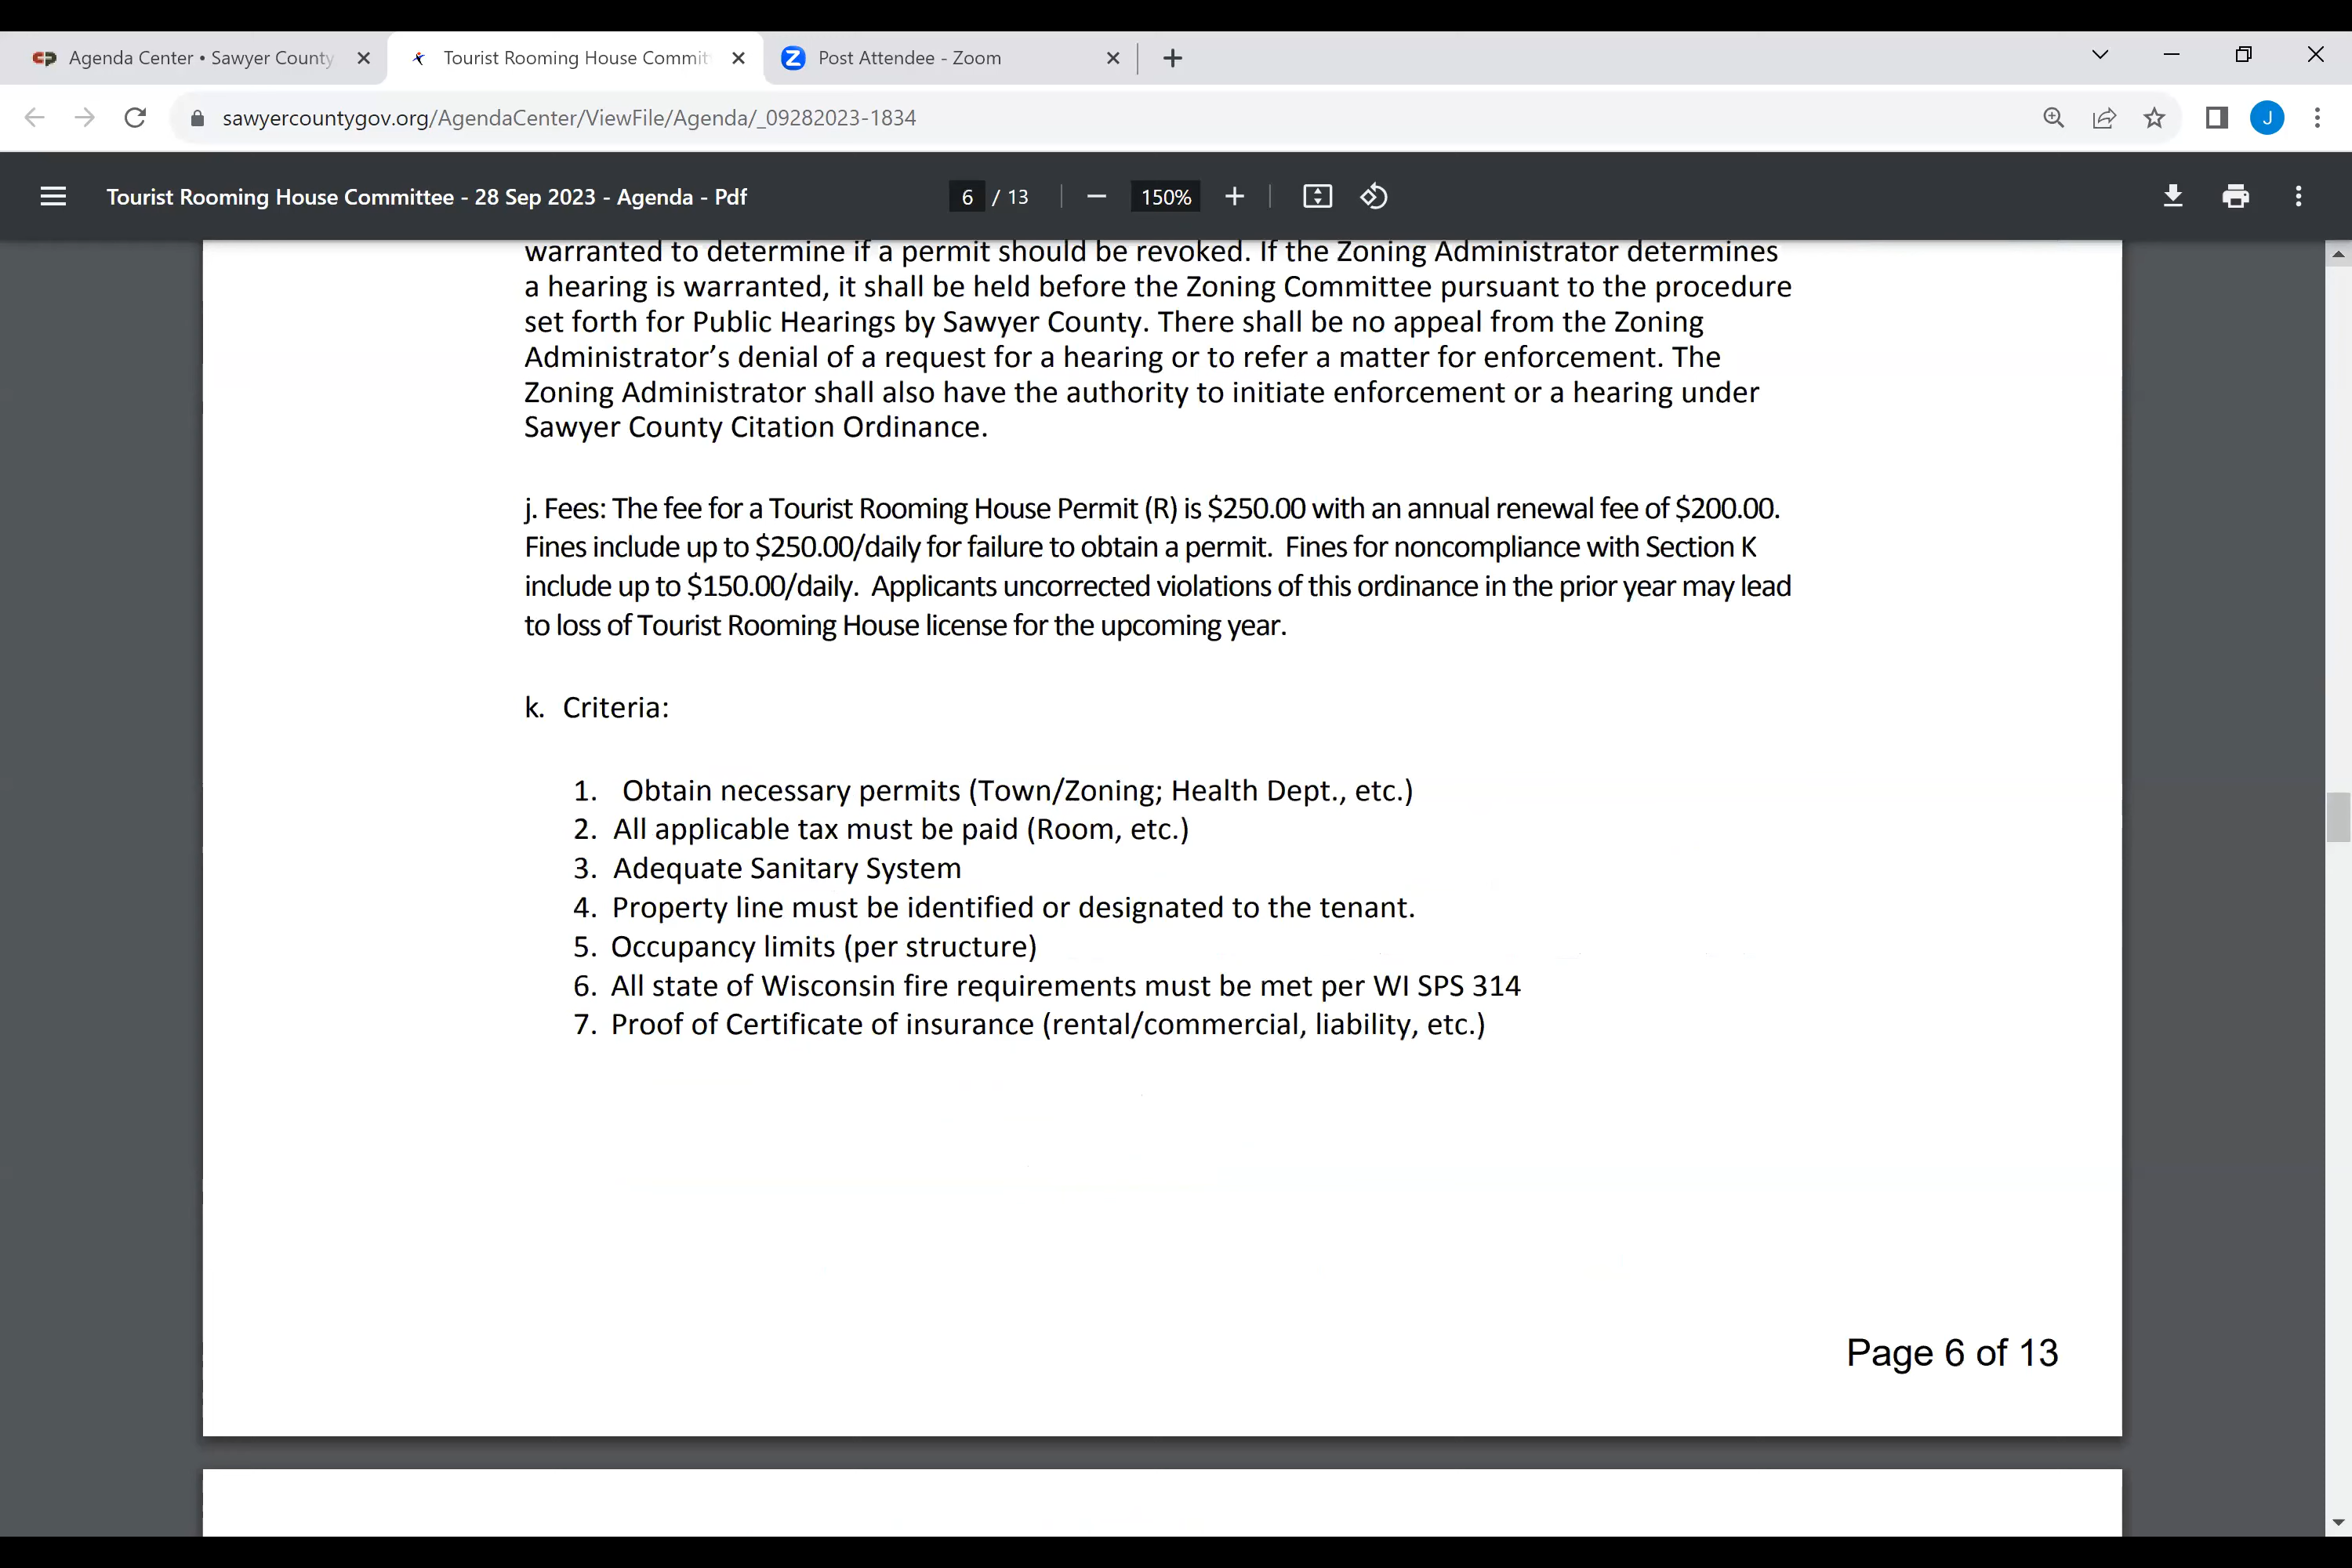 Agenda Center • Sawyer County
Tourist Rooming House Commit
Post Attendee - Zoom
sawyercountygov.org/AgendaCenter/ViewFile/Agenda/_09282023-1834
J
Tourist Rooming House Committee - 28 Sep 2023 - Agenda - Pdf
6 / 13
150%
warranted to determine if a permit should be revoked. If the Zoning Administrator determines
a hearing is warranted, it shall be held before the Zoning Committee pursuant to the procedure
set forth for Public Hearings by Sawyer County. There shall be no appeal from the Zoning
Administrator’s denial of a request for a hearing or to refer a matter for enforcement. The
Zoning Administrator shall also have the authority to initiate enforcement or a hearing under
Sawyer County Citation Ordinance.
j. Fees: The fee for a Tourist Rooming House Permit (R) is $250.00 with an annual renewal fee of $200.00.
Fines include up to $250.00/daily for failure to obtain a permit. Fines for noncompliance with Section K
include up to $150.00/daily. Applicants uncorrected violations of this ordinance in the prior year may lead
to loss of Tourist Rooming House license for the upcoming year.
k. Criteria:
1. Obtain necessary permits (Town/Zoning; Health Dept., etc.)
2. All applicable tax must be paid (Room, etc.)
3. Adequate Sanitary System
4. Property line must be identified or designated to the tenant.
5. Occupancy limits (per structure)
6. All state of Wisconsin fire requirements must be met per WI SPS 314
7. Proof of Certificate of insurance (rental/commercial, liability, etc.)
Page 6 of 13